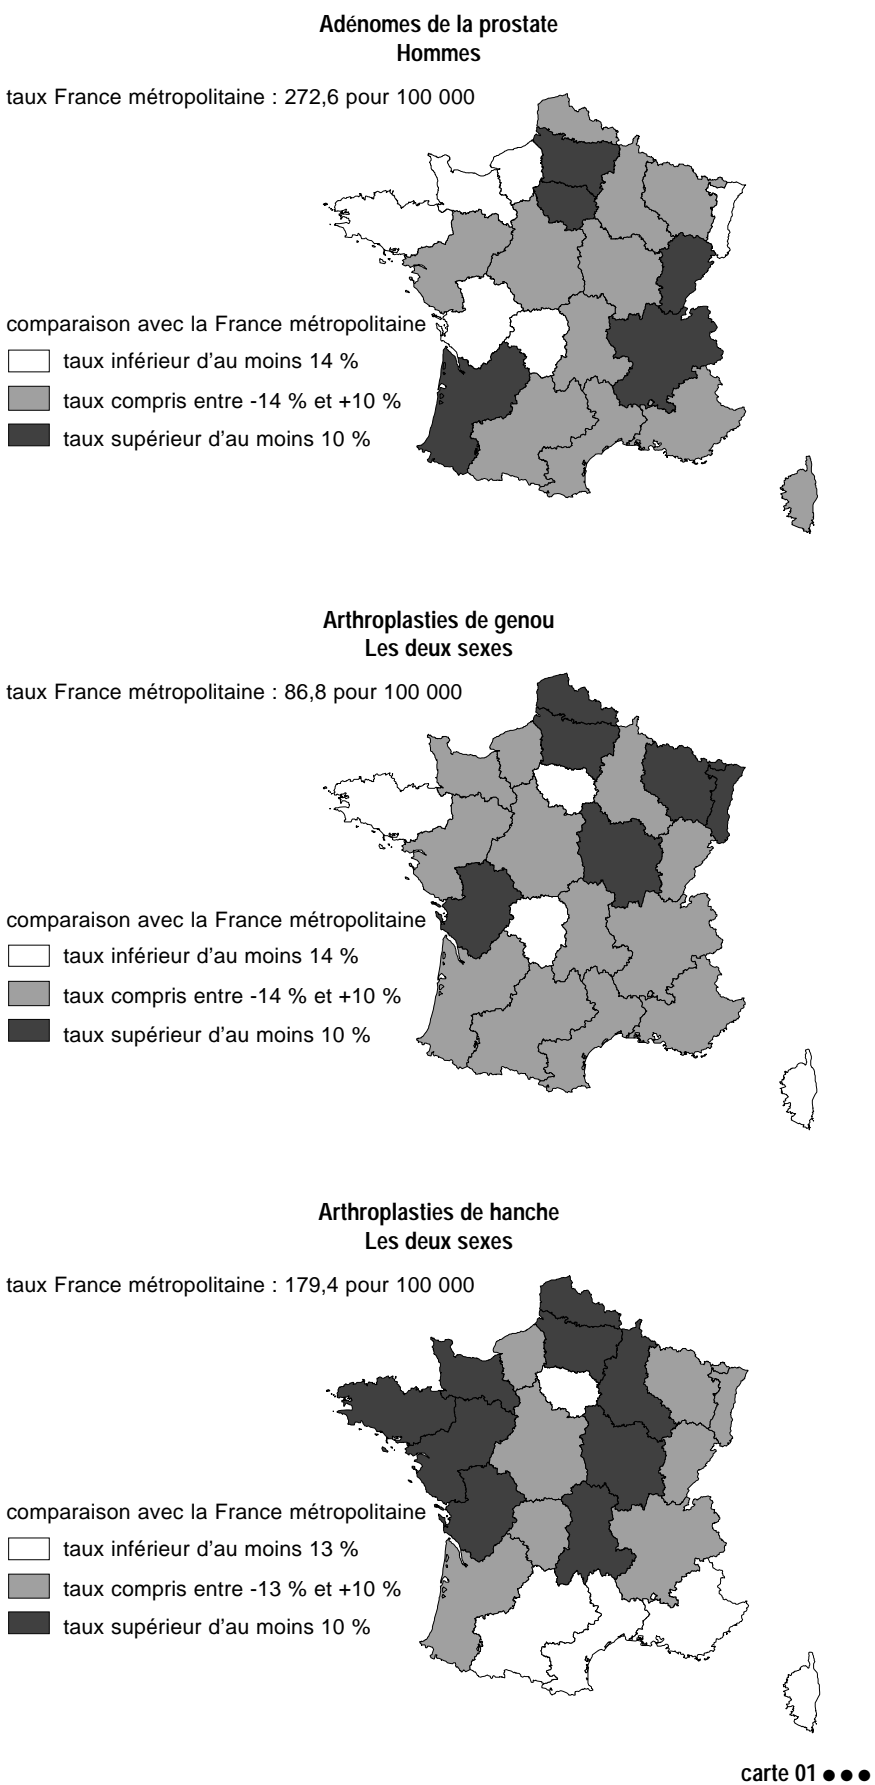 Adénomes de la prostate
Hommes
taux France métropolitaine : 272,6 pour 100 000
comparaison avec la France métropolitaine
taux inférieur d'au moins 14 %
taux compris entre -14 % et +10 %
taux supérieur d'au moins 10 %
Arthroplasties de genou
Les deux sexes
taux France métropolitaine : 86,8 pour 100 000
comparaison avec la France métropolitaine
taux inférieur d'au moins 14 %
taux compris entre -14 % et +10 %
taux supérieur d'au moins 10 %
Arthroplasties de hanche
Les deux sexes
taux France métropolitaine : 179,4 pour 100 000
comparaison avec la France métropolitaine
taux inférieur d'au moins 13 %
taux compris entre -13 % et +10 %
taux supérieur d'au moins 10 %
carte 01 ●●●